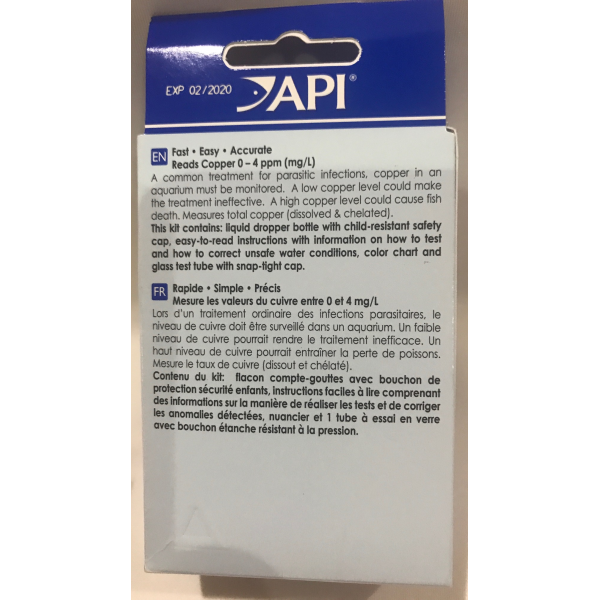 EXP 02/2020
API®
EN
Fast • Easy • Accurate
Reads Copper 0 – 4 ppm (mg/L)
A common treatment for parasitic infections, copper in an
aquarium must be monitored. A low copper level could make
the treatment ineffective. A high copper level could cause fish
death. Measures total copper (dissolved & chelated).
This kit contains: liquid dropper bottle with child-resistant safety
cap, easy-to-read instructions with information on how to test
and how to correct unsafe water conditions, color chart and
glass test tube with snap-tight cap.
FR
Rapide • Simple • Précis
Mesure les valeurs du cuivre entre 0 et 4 mg/L
Lors d’un traitement ordinaire des infections parasitaires, le
niveau de cuivre doit être surveillé dans un aquarium. Un faible
niveau de cuivre pourrait rendre le traitement inefficace. Un
haut niveau de cuivre pourrait entraîner la perte de poissons.
Mesure le taux de cuivre (dissout et chélaté).
Contenu du kit: flacon compte-gouttes avec bouchon de
protection sécurité enfants, instructions faciles à lire comprenant
des informations sur la manière de réaliser les tests et de corriger
les anomalies détectées, nuancier et 1 tube à essai en verre
avec bouchon étanche résistant à la pression.